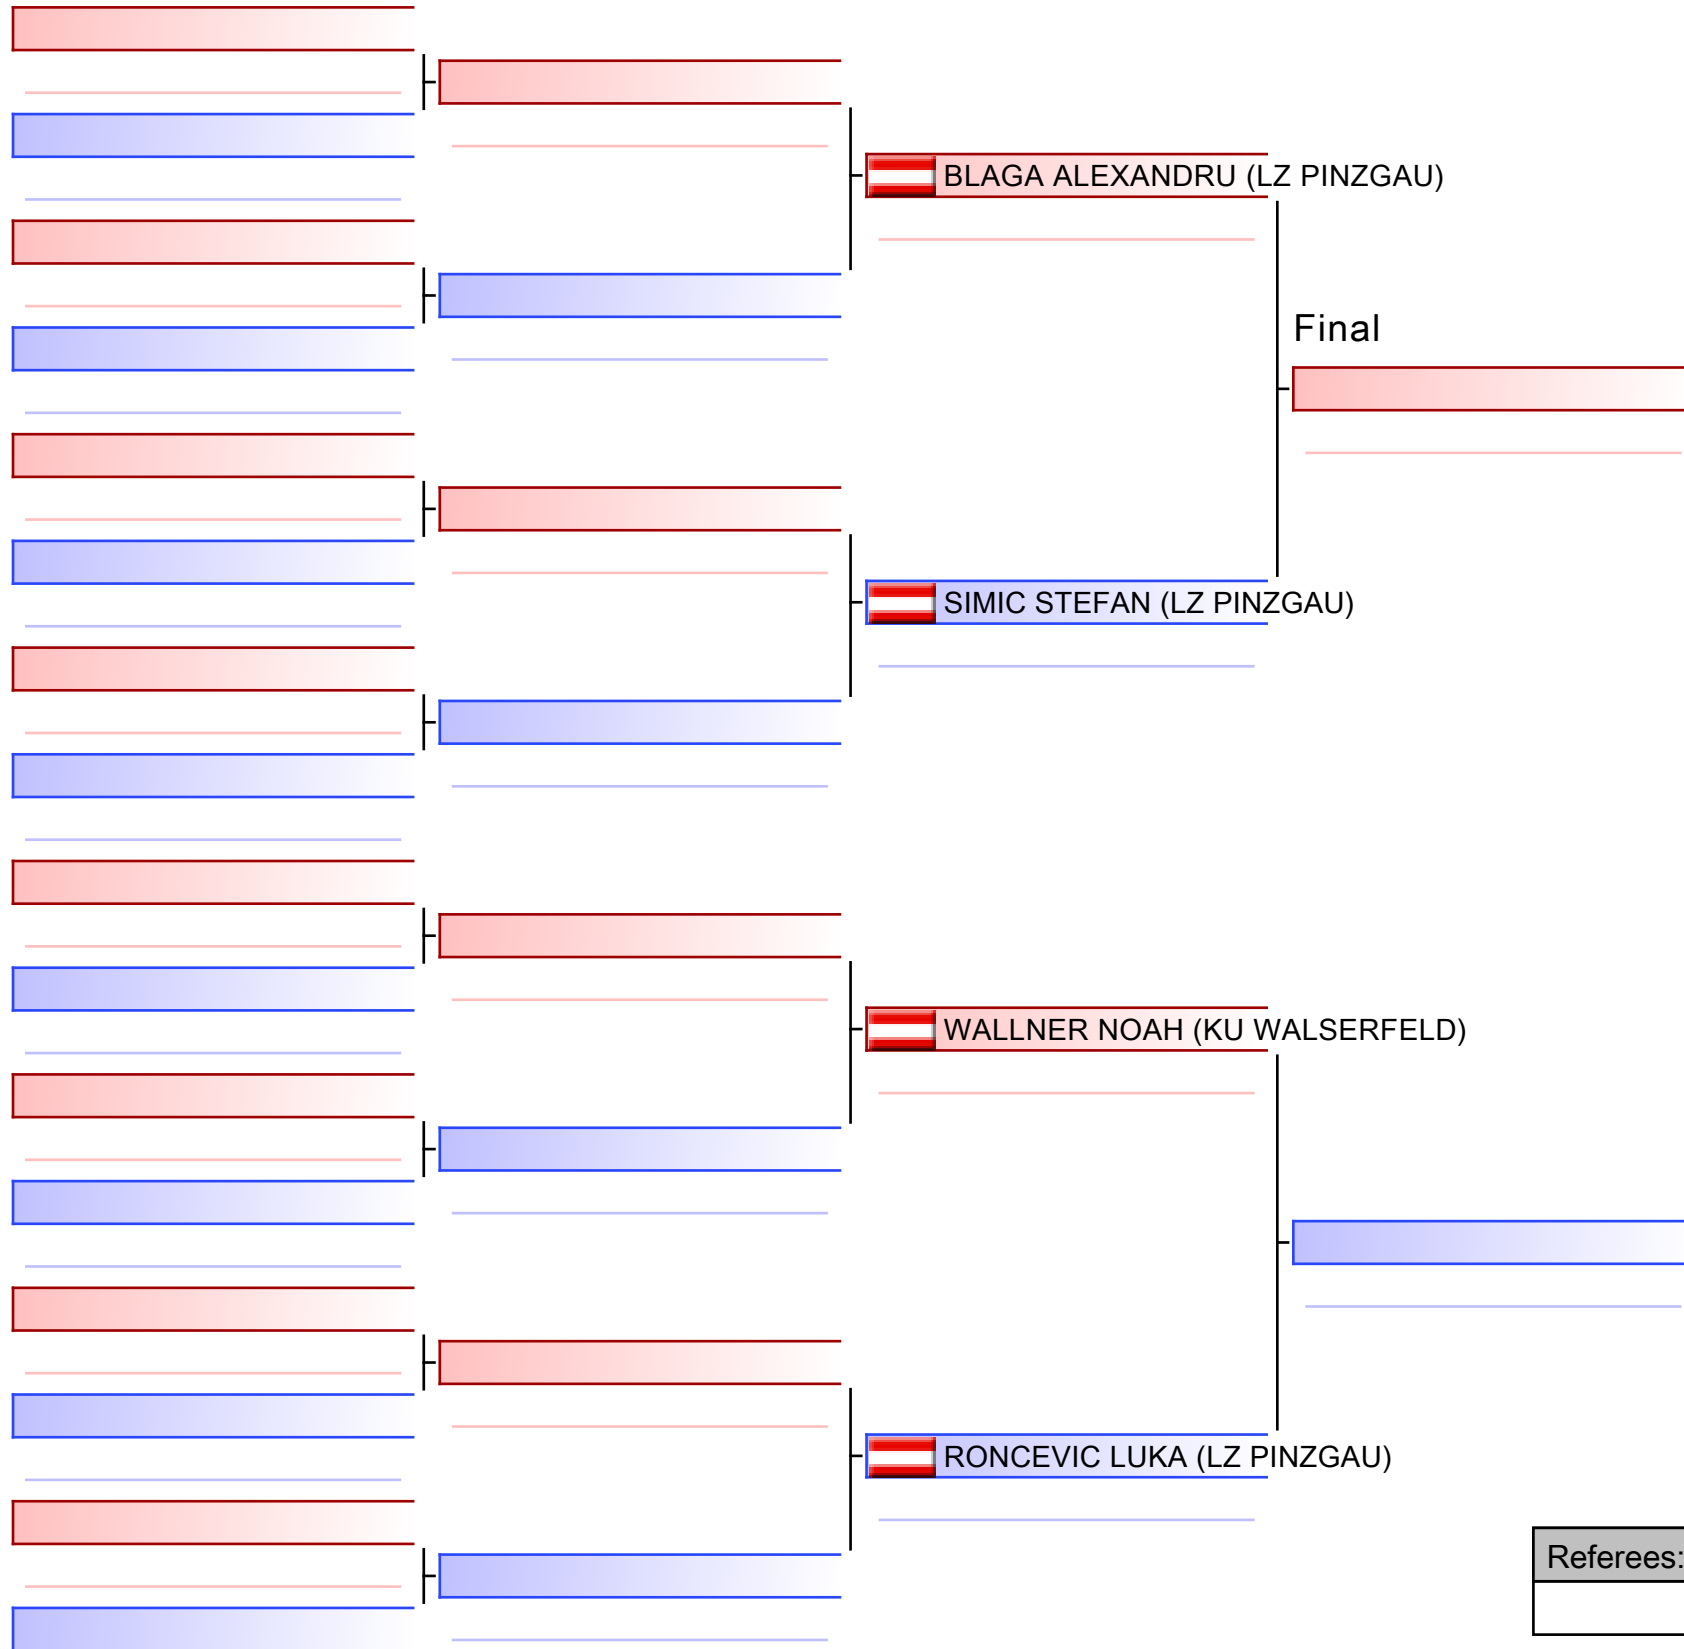 BLAGA ALEXANDRU (LZ PINZGAU)
Final
SIMIC STEFAN (LZ PINZGAU)
WALLNER NOAH (KU WALSERFELD)
RONCEVIC LUKA (LZ PINZGAU)
Referees: